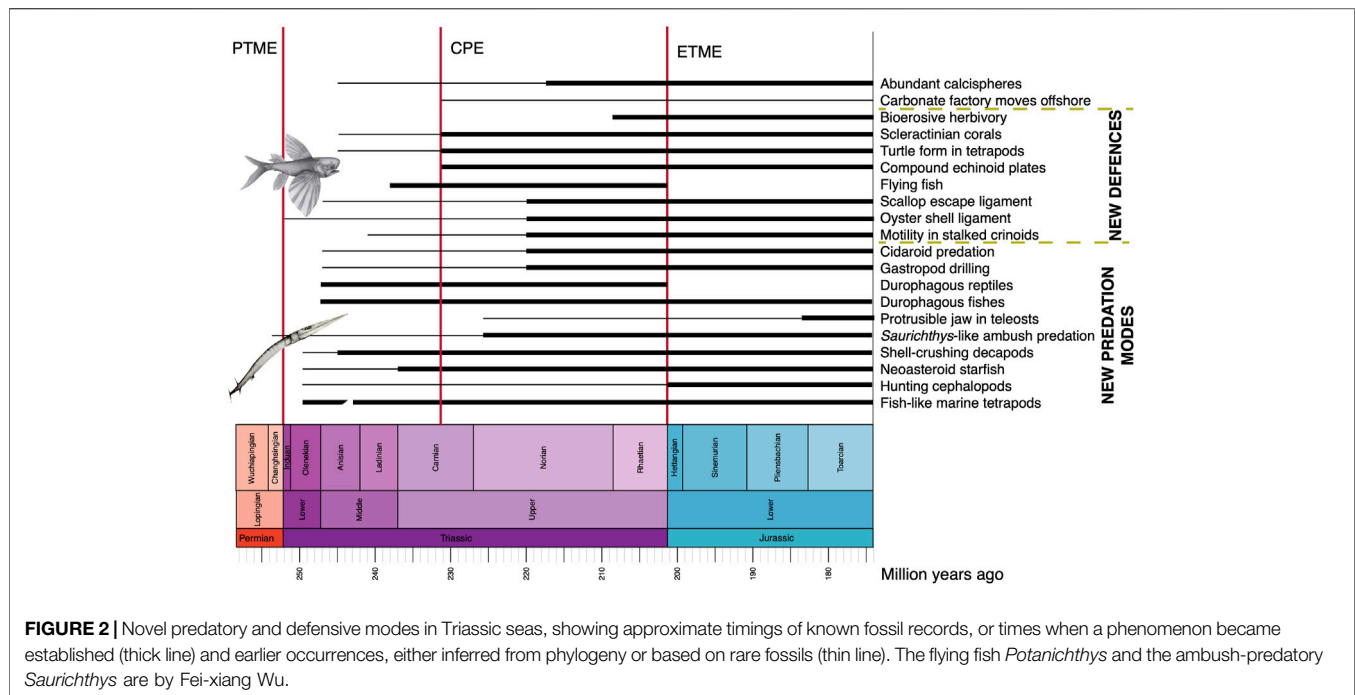 PTME
CPE
ETME
Abundant calcispheres
Carbonate factory moves offshore
Bioerosive herbivory
Scleractinian corals
Turtle form in tetrapods
Compound echinoid plates
Flying fish
Scallop escape ligament
Oyster shell ligament
Motility in stalked crinoids
Cidaroid predation
Gastropod drilling
Durophagous reptiles
Durophagous fishes
Protrusible jaw in teleosts
Saurichthys-like ambush predation
Shell-crushing decapods
Neoasteroid starfish
Hunting cephalopods
Fish-like marine tetrapods
NEW DEFENCES
NEW PREDATION
MODES
Wuchiapingian
Changhsingian
Induan
Olenekian
Anisian
Ladinian
Carnian
Norian
Rhaetian
Hettangian
Sinemurian
Pliensbachian
Toarcian
Lopingian
Lower
Middle
Upper
Lower
Permian
Triassic
Jurassic
250
240
230
220
210
200
190
180
Million years ago
FIGURE 2 | Novel predatory and defensive modes in Triassic seas, showing approximate timings of known fossil records, or times when a phenomenon became
established (thick line) and earlier occurrences, either inferred from phylogeny or based on rare fossils (thin line). The flying fish Potanichthys and the ambush-predatory
Saurichthys are by Fei-xiang Wu.